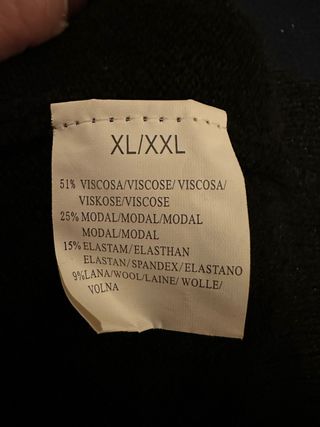 XL/XXL
51% VISCOSA/VISCOSE/ VISCOSA/
VISKOSE/VISCOSE
25% MODAL/MODAL/MODAL
MODAL/MODAL
15% ELASTAM/ELASTHAN
ELASTAN/SPANDEX/ELASTANO
9%LANA/WOOL/LAINE/ WOLLE/
VOLNA